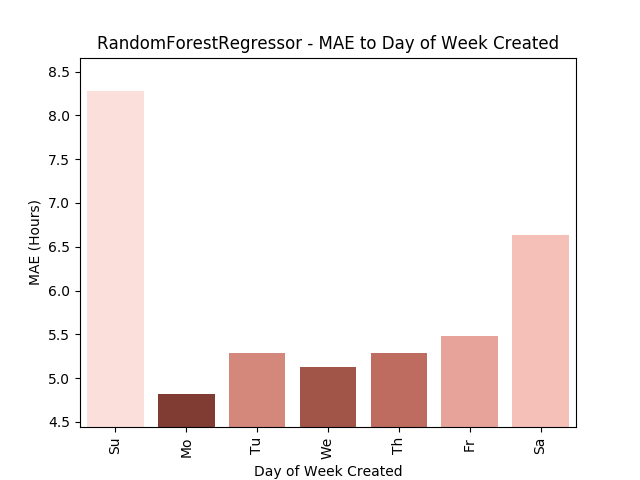 RandomForestRegressor - MAE to Day of Week Created
8.5
8.0
7.5
7.0
6.5
6.0
5.5
5.0
4.5
MAE (Hours)
Su Mo Tu We Th Fr Sa
Day of Week Created